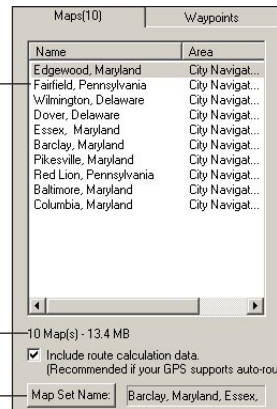 Maps(10) Waypoints
Name Area
Edgewood, Maryland City Navigat...
Fairfield, Pennsylvania City Navigat...
Wilmington, Delaware City Navigat...
Dover, Delaware City Navigat...
Essex, Maryland City Navigat...
Barclay, Maryland City Navigat...
Pikesville, Maryland City Navigat...
Red Lion, Pennsylvania City Navigat...
Baltimore, Maryland City Navigat...
Columbia, Maryland City Navigat...
10 Map(s) - 13.4 MB
Include route calculation data.
(Recommended if your GPS supports auto-rou
Map Set Name: Barclay, Maryland, Essex,